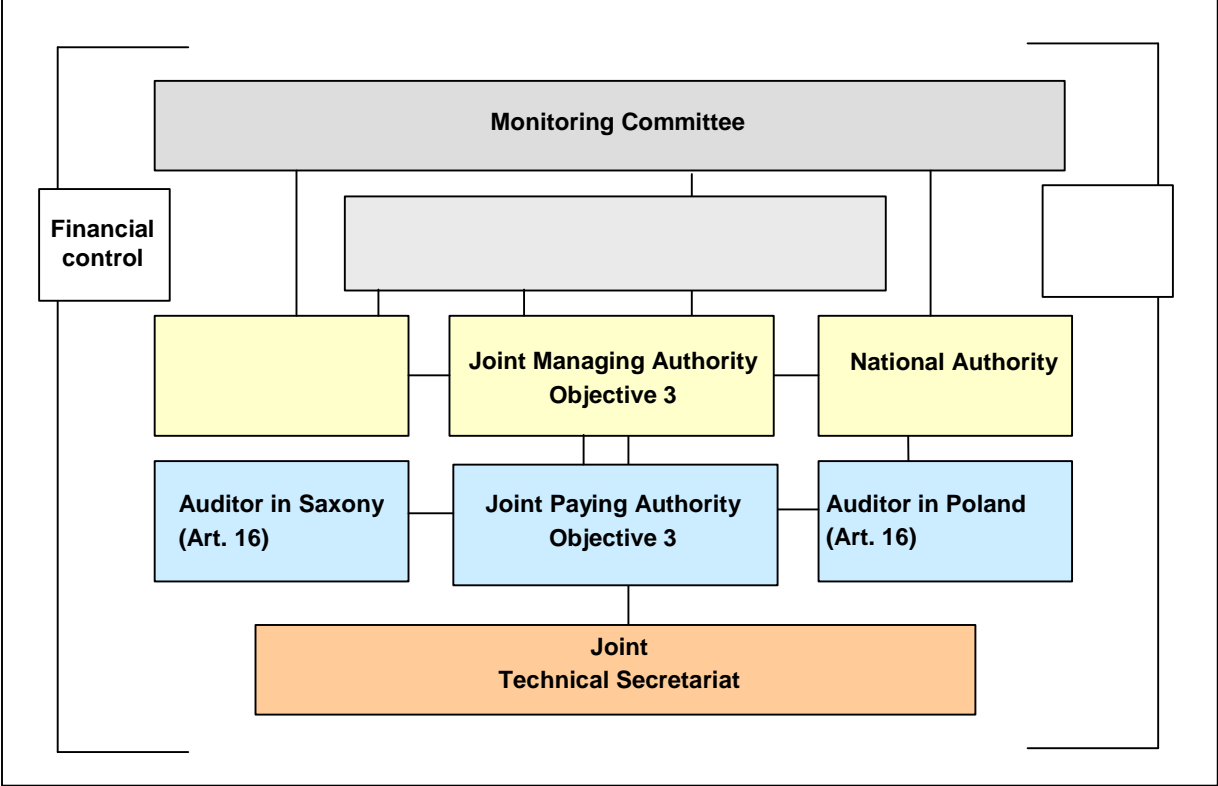 Monitoring Committee
Financial
control
Joint Managing Authority
Objective 3
National Authority
Auditor in Saxony
(Art. 16)
Joint Paying Authority
Objective 3
Auditor in Poland
(Art. 16)
Joint
Technical Secretariat